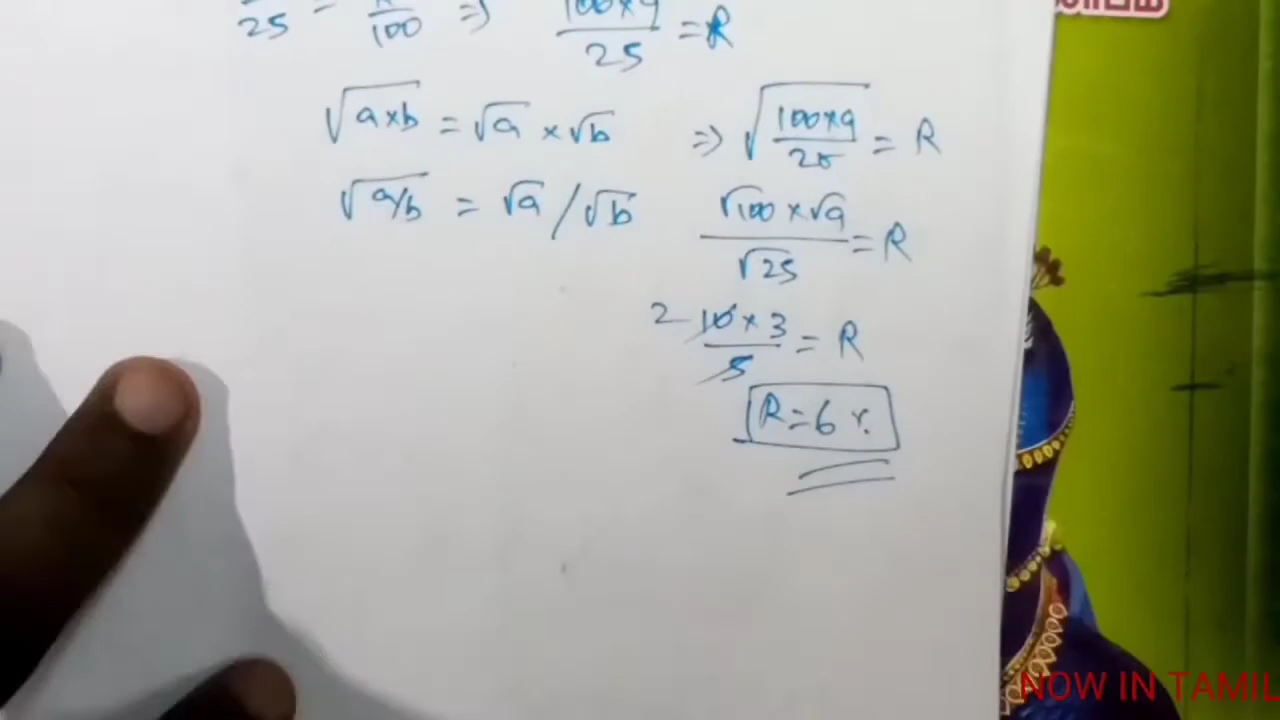 25 = /100 ⇒ 100×9/25 = R
√(a×b) = √a × √b ⇒ √(100×9/25) = R
√(a/b) = √a / √b
√100 × √9 / √25 = R
2 10 × 3 / 5 = R
R = 6 %.
NOW IN TAMIL